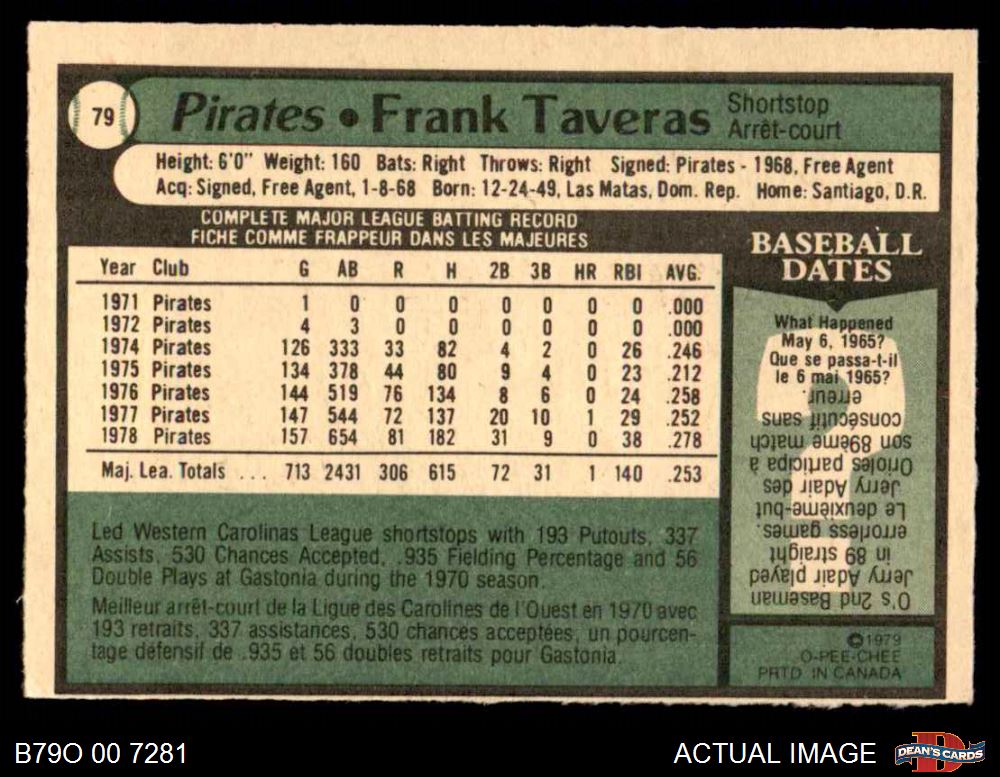 79
Pirates • Frank Taveras
Shortstop
Arrêt-court
Height: 6'0" Weight: 160 Bats: Right Throws: Right Signed: Pirates - 1968, Free Agent
Acq: Signed, Free Agent, 1-8-68 Born: 12-24-49, Las Matas, Dom. Rep. Home: Santiago, D.R.
COMPLETE MAJOR LEAGUE BATTING RECORD
FICHE COMME FRAPPEUR DANS LES MAJEURES
Year Club G AB R H 2B 3B HR RBI AVG.
1971 Pirates 1 0 0 0 0 0 0 0 .000
1972 Pirates 4 3 0 0 0 0 0 0 .000
1974 Pirates 126 333 33 82 4 2 0 26 .246
1975 Pirates 134 378 44 80 9 4 0 23 .212
1976 Pirates 144 519 76 134 8 6 0 24 .258
1977 Pirates 147 544 72 137 20 10 1 29 .252
1978 Pirates 157 654 81 182 31 9 0 38 .278
Maj. Lea. Totals ... 713 2431 306 615 72 31 1 140 .253
Led Western Carolinas League shortstops with 193 Putouts, 337
Assists, 530 Chances Accepted, .935 Fielding Percentage and 56
Double Plays at Gastonia during the 1970 season.
Meilleur arrêt-court de la Ligue des Carolines de l'Ouest en 1970 avec
193 retraits, 337 assistances, 530 chances acceptées, un pourcen-
tage défensif de .935 et 56 doubles retraits pour Gastonia.
BASEBALL
DATES
What Happened
May 6, 1965?
Que se passa-t-il
le 6 mai 1965?
O's 2nd Baseman
Jerry Adair played
in 89 straight
errorless games.
Le deuxième-but
Jerry Adair des
Orioles participa à
son 89ème match
consécutif sans
erreur.
©1979
O-PEE-CHEE
PRTD. IN CANADA
B79O 00 7281
ACTUAL IMAGE
D
DEAN'S CARDS